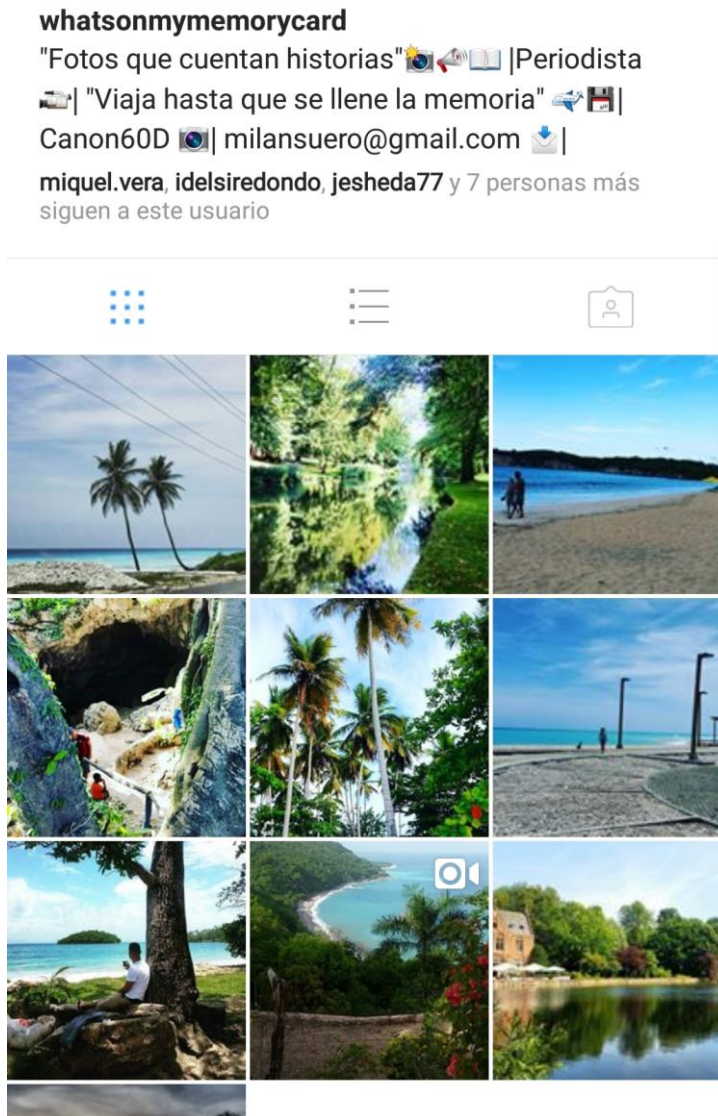 whatsonmymemorycard
"Fotos que cuentan historias"📸📢📖 |Periodista
🎥| "Viaja hasta que se llene la memoria" 🛫💾|
Canon60D 📷| milansuero@gmail.com 📩|
miquel.vera, idelsiredondo, jesheda77 y 7 personas más
siguen a este usuario